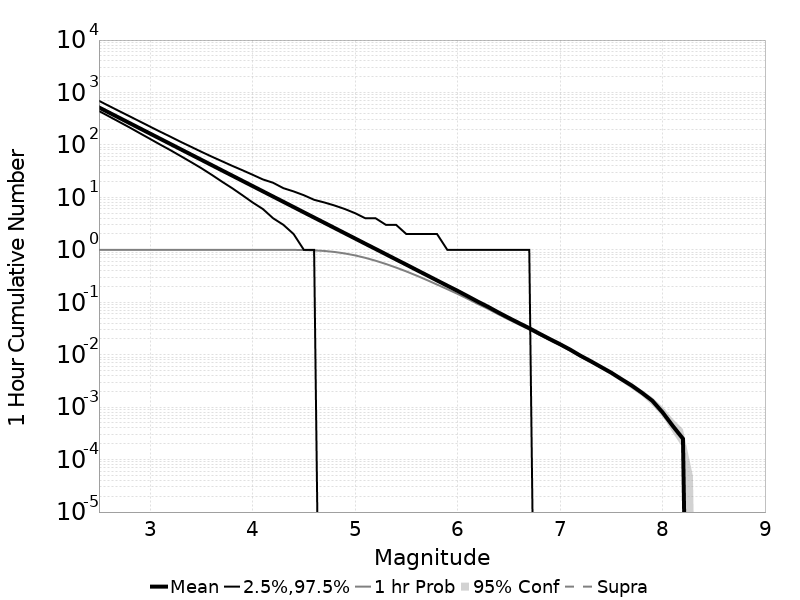 10^4
10^3
10^2
10^1
10^0
10^-1
10^-2
10^-3
10^-4
10^-5
1 Hour Cumulative Number
3 4 5 6 7 8 9
Magnitude
Mean 2.5%,97.5% 1 hr Prob 95% Conf Supra